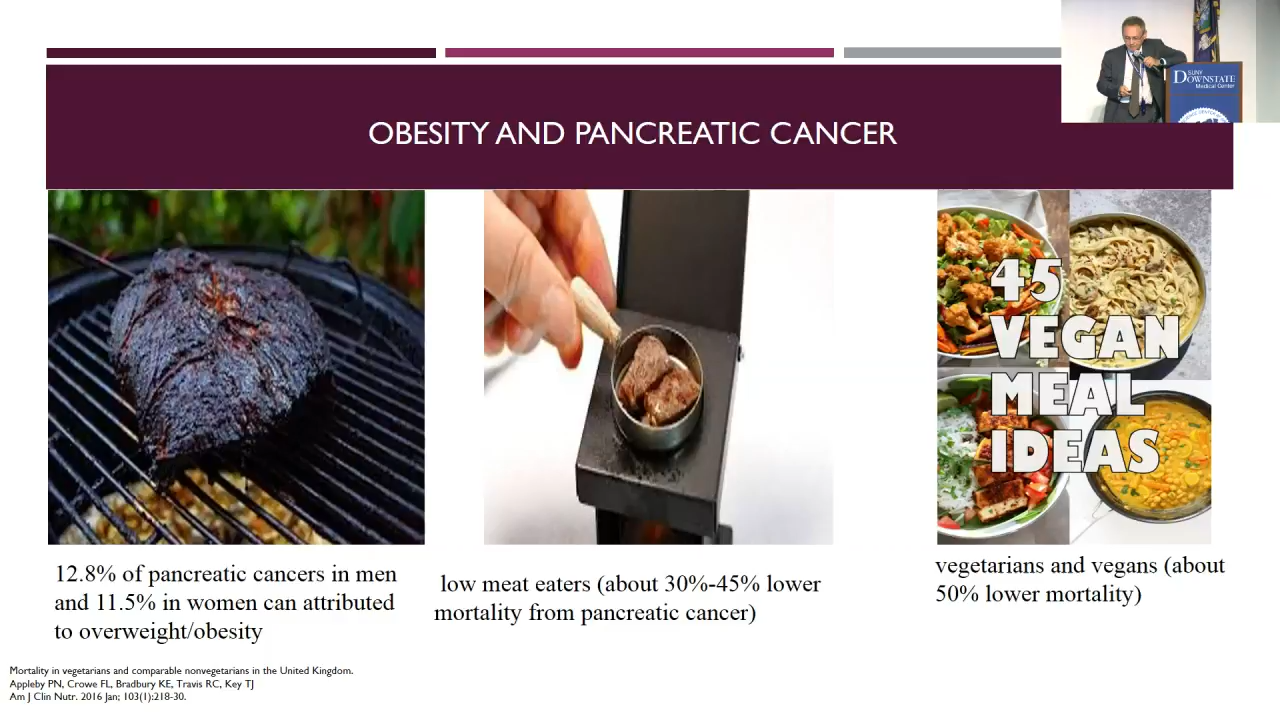 SUNY
DOWNSTATE
Medical Center
OBESITY AND PANCREATIC CANCER
45
VEGAN
MEAL
IDEAS
12.8% of pancreatic cancers in men
and 11.5% in women can attributed
to overweight/obesity
low meat eaters (about 30%-45% lower
mortality from pancreatic cancer)
vegetarians and vegans (about
50% lower mortality)
Mortality in vegetarians and comparable nonvegetarians in the United Kingdom.
Appleby PN, Crowe FL, Bradbury KE, Travis RC, Key TJ
Am J Clin Nutr. 2016 Jan; 103(1):218-30.